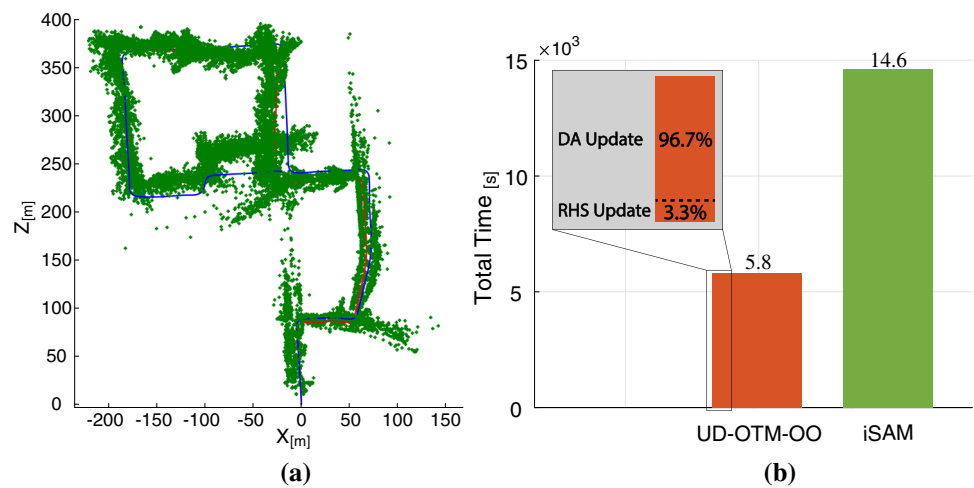 400
350
300
250
200
150
100
50
0
Z[m]
-200 -150 -100 -50 0 50 100 150
X[m]
(a)
×10³
15
10
5
0
Total Time [s]
DA Update 96.7%
RHS Update 3.3%
5.8
14.6
UD-OTM-OO iSAM
(b)